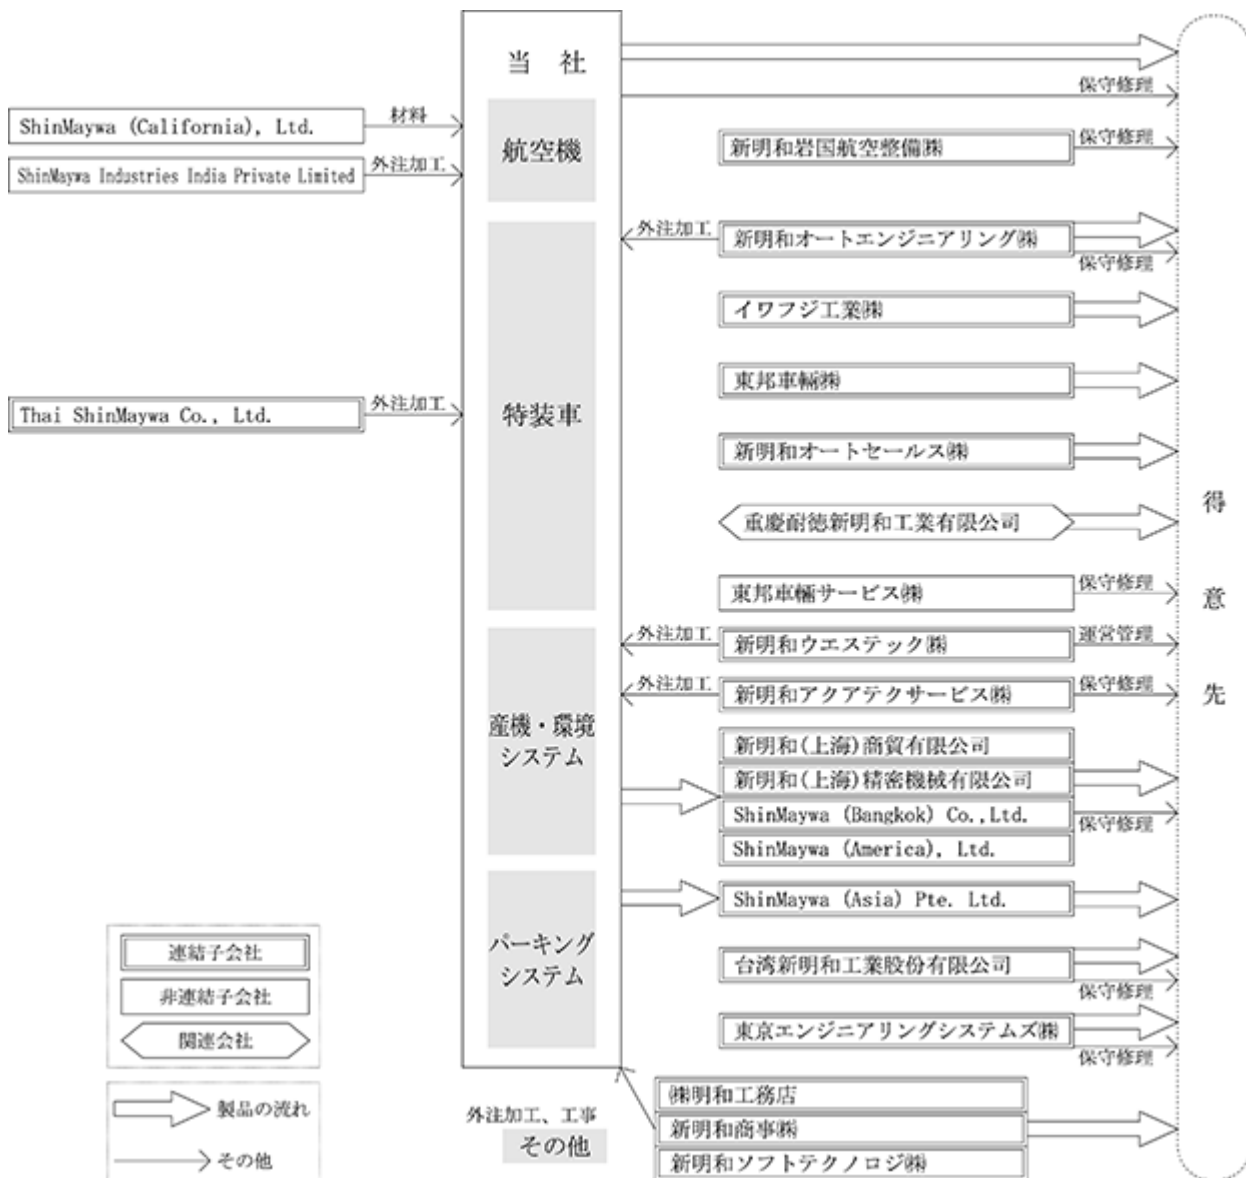 当 社
保守修理
ShinMaywa (California), Ltd.
材料
航空機
新明和岩国航空整備㈱
保守修理
ShinMaywa Industries India Private Limited
外注加工
外注加工
新明和オートエンジニアリング㈱
保守修理
イワフジ工業㈱
東邦車輛㈱
Thai ShinMaywa Co., Ltd.
外注加工
特装車
新明和オートセールス㈱
重慶耐徳新明和工業有限公司
東邦車輛サービス㈱
保守修理
外注加工
新明和ウエステック㈱
運営管理
外注加工
新明和アクアテクサービス㈱
保守修理
産機・環境
システム
新明和(上海)商貿有限公司
新明和(上海)精密機械有限公司
ShinMaywa (Bangkok) Co.,Ltd.
保守修理
ShinMaywa (America), Ltd.
ShinMaywa (Asia) Pte. Ltd.
パーキング
システム
台湾新明和工業股份有限公司
保守修理
東京エンジニアリングシステムズ㈱
保守修理
㈱明和工務店
新明和商事㈱
新明和ソフトテクノロジ㈱
外注加工、工事
その他
得
意
先
連結子会社
非連結子会社
関連会社
製品の流れ
その他